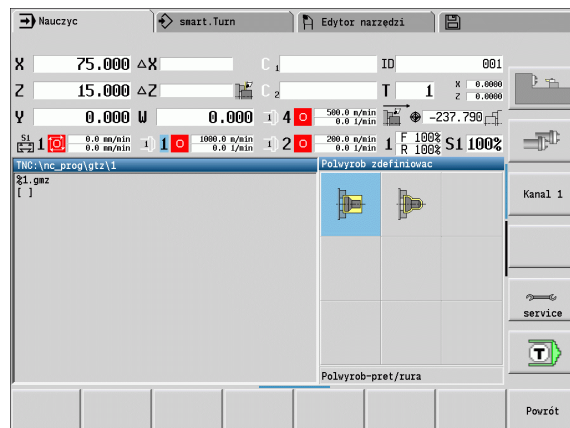 Nauczyc smart.Turn Edytor narzędzi
X 75.000 △X C 1 ID 001
Z 15.000 △Z C 2 T 1 X 0.0000
Z 0.0000
Y 0.000 W 0.000 4 500.0 m/min
0.0 1/min -237.790
S1 1 0.0 mm/min
0.0 mm/min 1 1 1000.0 m/min
0.0 1/min 2 200.0 m/min
0.0 1/min 1 F 100%
R 100% S1 100%
TNC:\nc_prog\gtz\1 Polwyrob zdefiniowac
%1.gmz
[ ]
Kanal 1
service
T
Polwyrob-pret/rura
Powrót